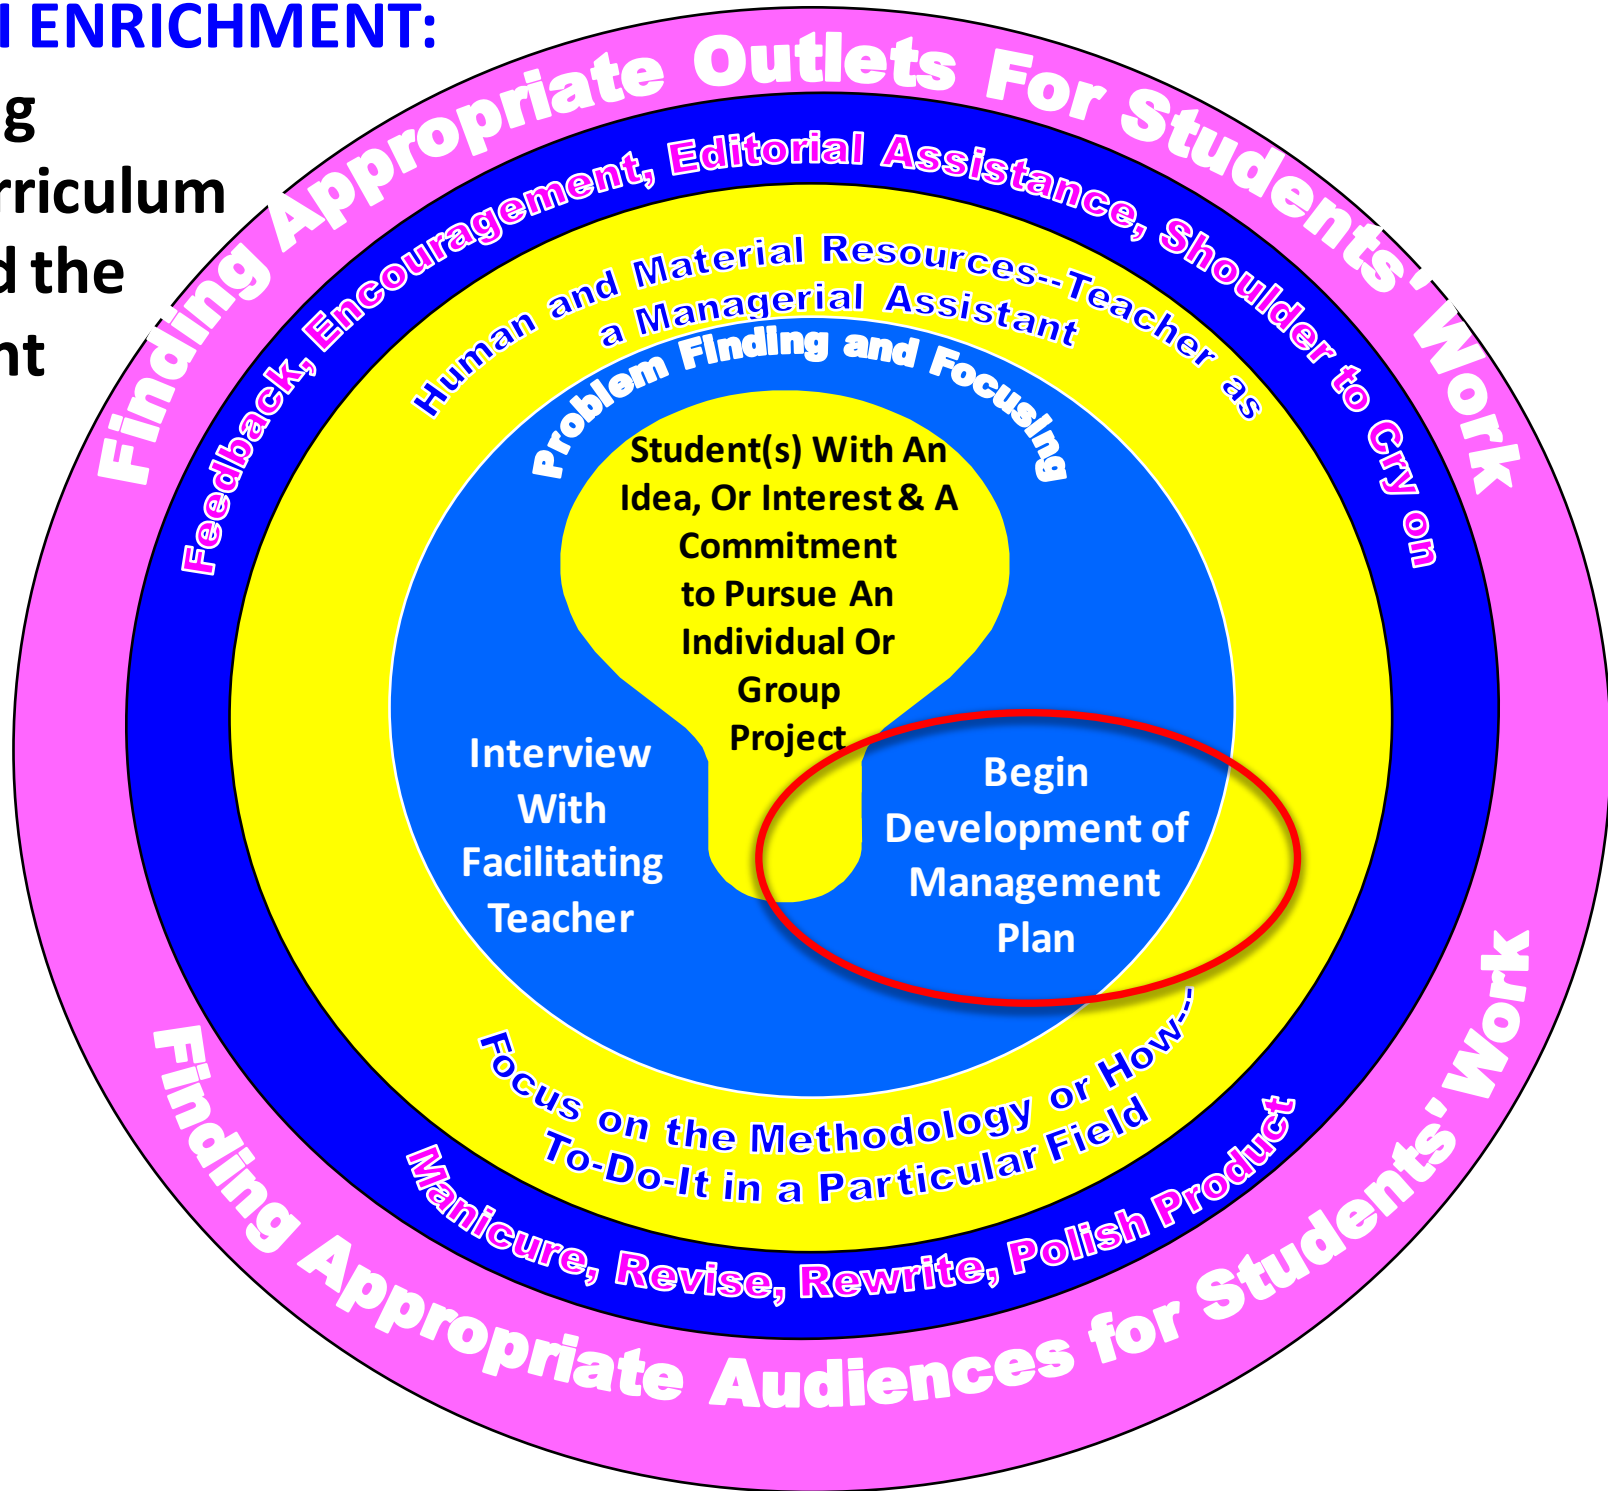 I ENRICHMENT:
g
rriculum
d the
nt
Finding Appropriate Outlets For Students' Work
Feedback, Encouragement, Editorial Assistance, Shoulder to Cry on
Human and Material Resources--Teacher as
a Managerial Assistant
Problem Finding and Focusing
Student(s) With An
Idea, Or Interest & A
Commitment
to Pursue An
Individual Or
Group
Project
Interview
With
Facilitating
Teacher
Begin
Development of
Management
Plan
Focus on the Methodology or How---
To-Do-It in a Particular Field
Manicure, Revise, Rewrite, Polish Product
Finding Appropriate Audiences for Students' Work